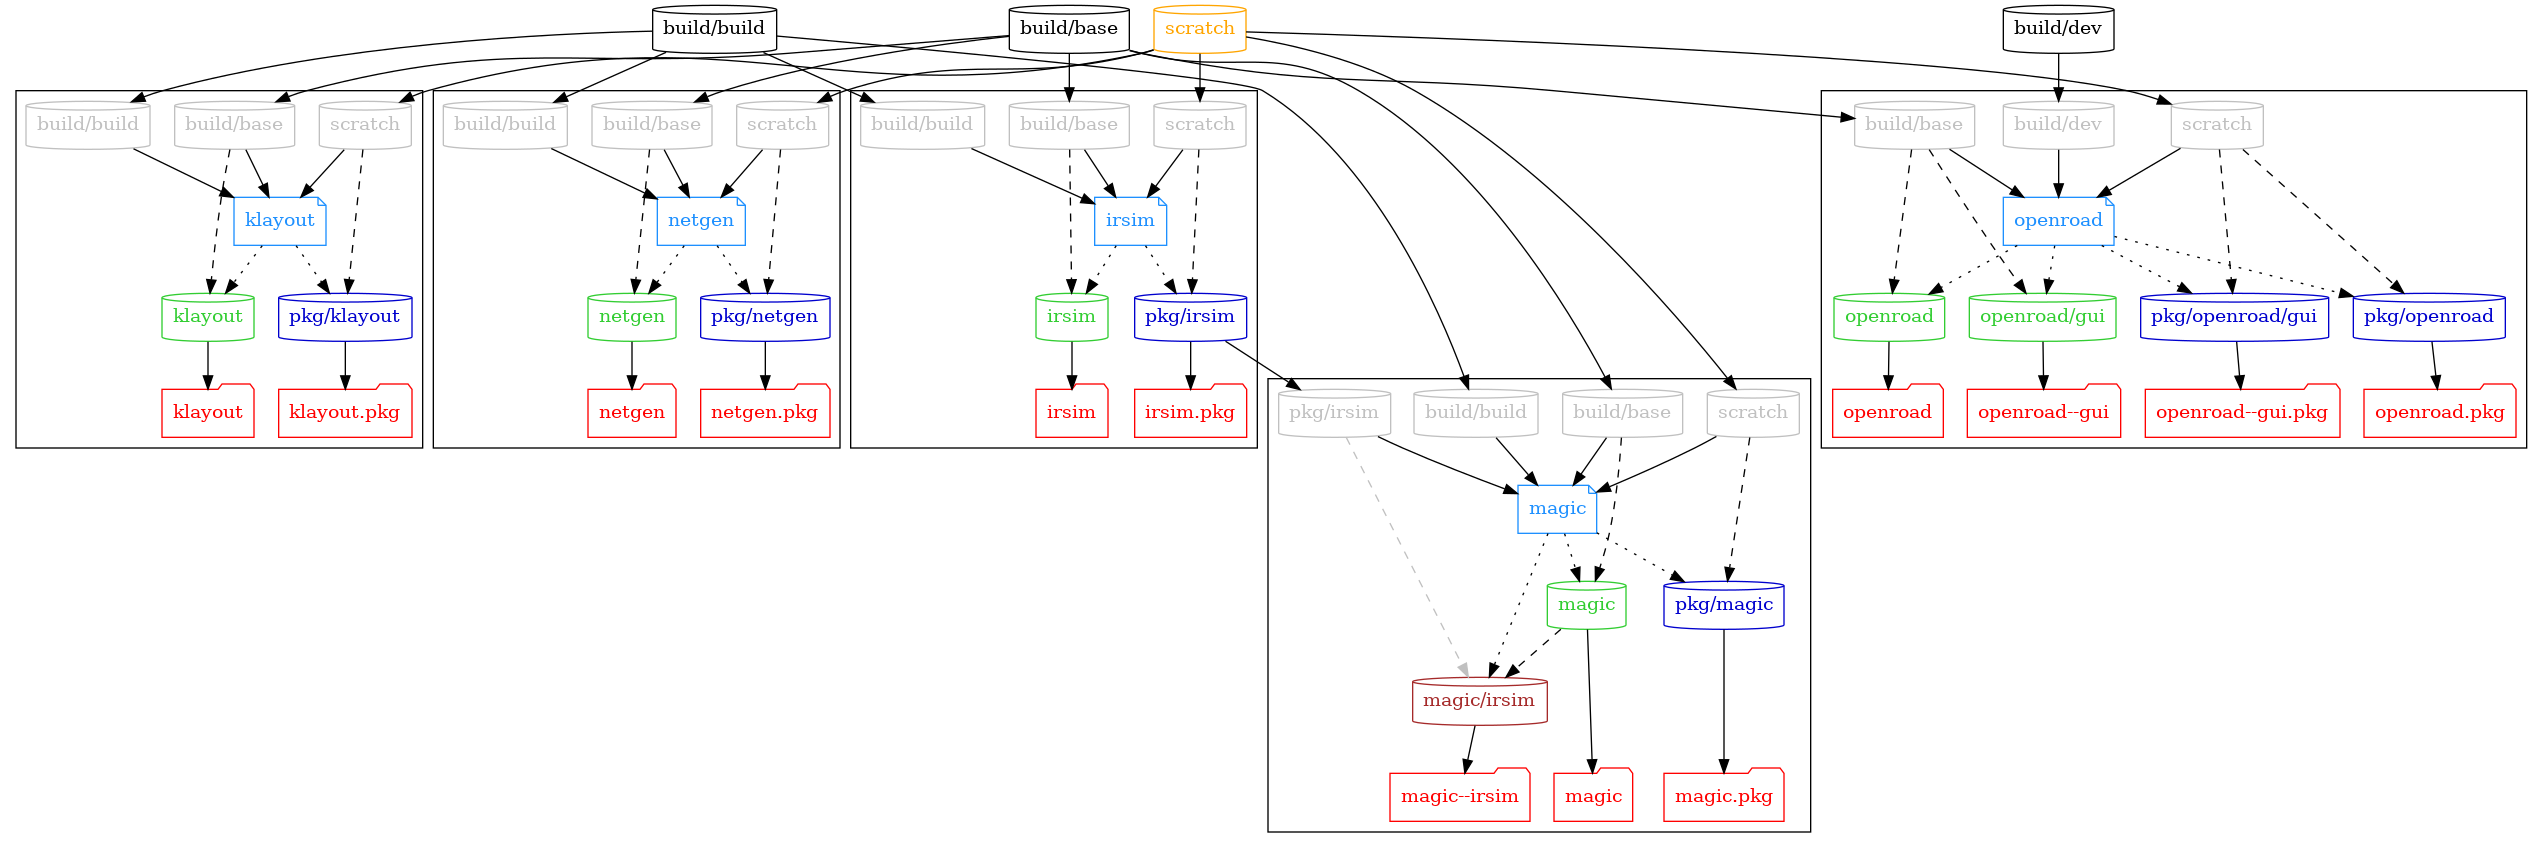 build/build
build/base
scratch
build/dev
build/build
build/base
scratch
build/build
build/base
scratch
build/build
build/base
scratch
build/base
build/dev
scratch
klayout
netgen
irsim
openroad
klayout
pkg/klayout
netgen
pkg/netgen
irsim
pkg/irsim
openroad
openroad/gui
pkg/openroad/gui
pkg/openroad
klayout
klayout.pkg
netgen
netgen.pkg
irsim
irsim.pkg
pkg/irsim
build/build
build/base
scratch
openroad
openroad--gui
openroad--gui.pkg
openroad.pkg
magic
magic
pkg/magic
magic/irsim
magic--irsim
magic
magic.pkg